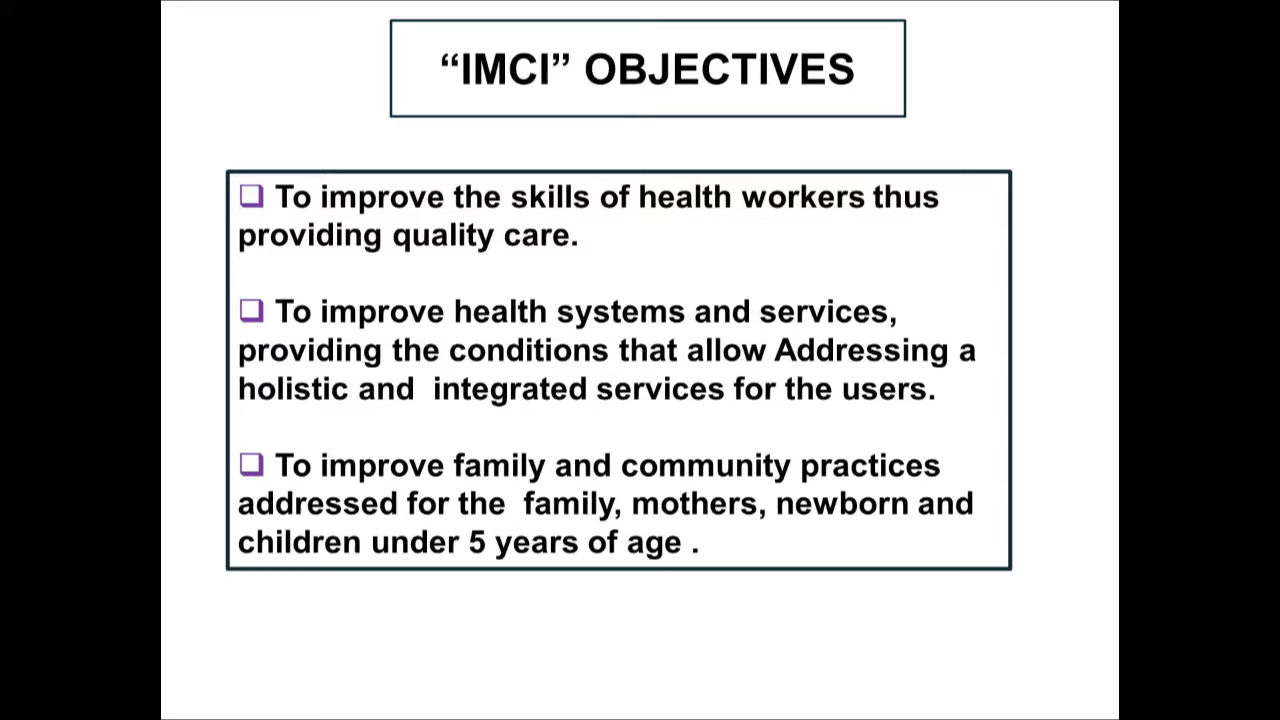 “IMCI” OBJECTIVES
❑ To improve the skills of health workers thus
providing quality care.
❑ To improve health systems and services,
providing the conditions that allow Addressing a
holistic and  integrated services for the users.
❑ To improve family and community practices
addressed for the  family, mothers, newborn and
children under 5 years of age .